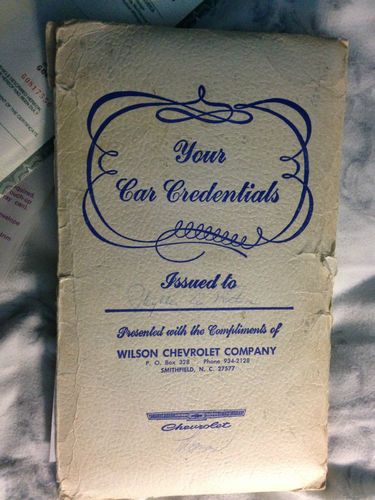 Your
Car Credentials
Issued to
Presented with the Compliments of
WILSON CHEVROLET COMPANY
P. O. Box 328 Phone 934-2128
SMITHFIELD, N. C. 27577
Chevrolet